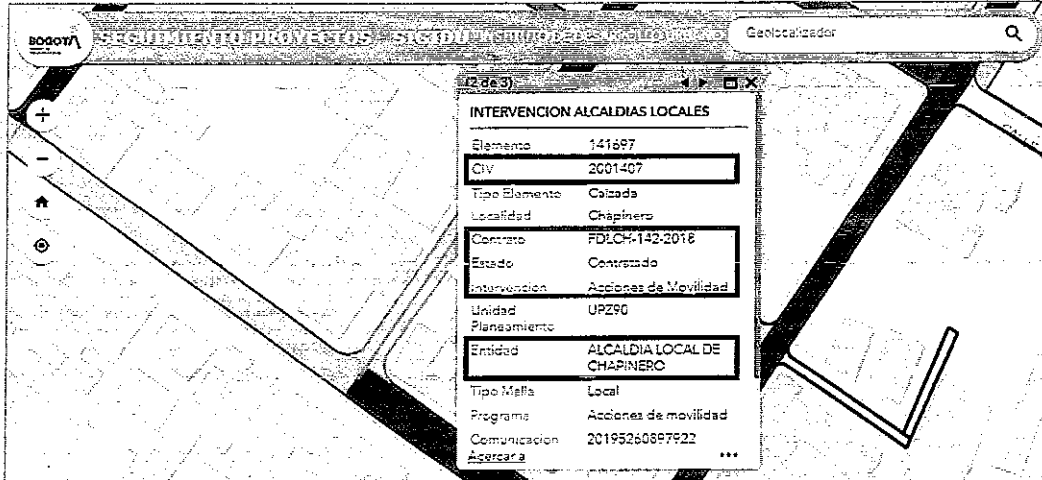 BOGOTÁ
SEGUIMIENTO PROYECTOS - SIGIDU
Geolocalizador
(2 de 3)
INTERVENCION ALCALDIAS LOCALES
Elemento 141697
CIV 2001407
Tipo Elemento Calzada
Localidad Chapinero
Contrato FDLCH-142-2018
Estado Contratado
Intervencion Acciones de Movilidad
Unidad UPZ90
Planeamiento
Entidad ALCALDIA LOCAL DE
CHAPINERO
Tipo Malla Local
Programa Acciones de movilidad
Comunicacion 20195260897922
Acercar a